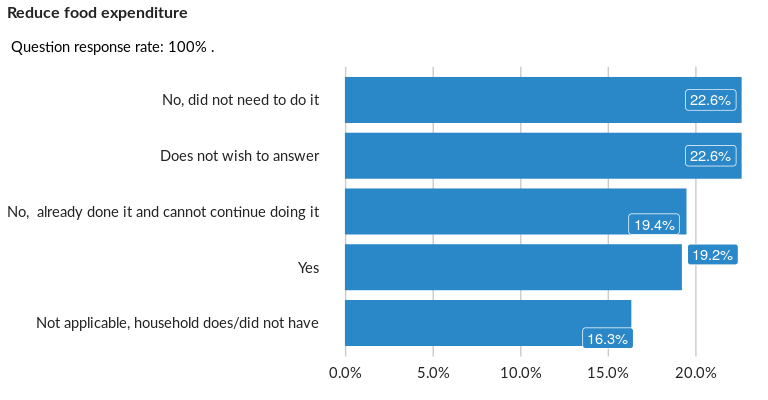 Reduce food expenditure
Question response rate: 100% .
No, did not need to do it
22.6%
Does not wish to answer
22.6%
No,  already done it and cannot continue doing it
19.4%
Yes
19.2%
Not applicable, household does/did not have
16.3%
0.0% 5.0% 10.0% 15.0% 20.0%